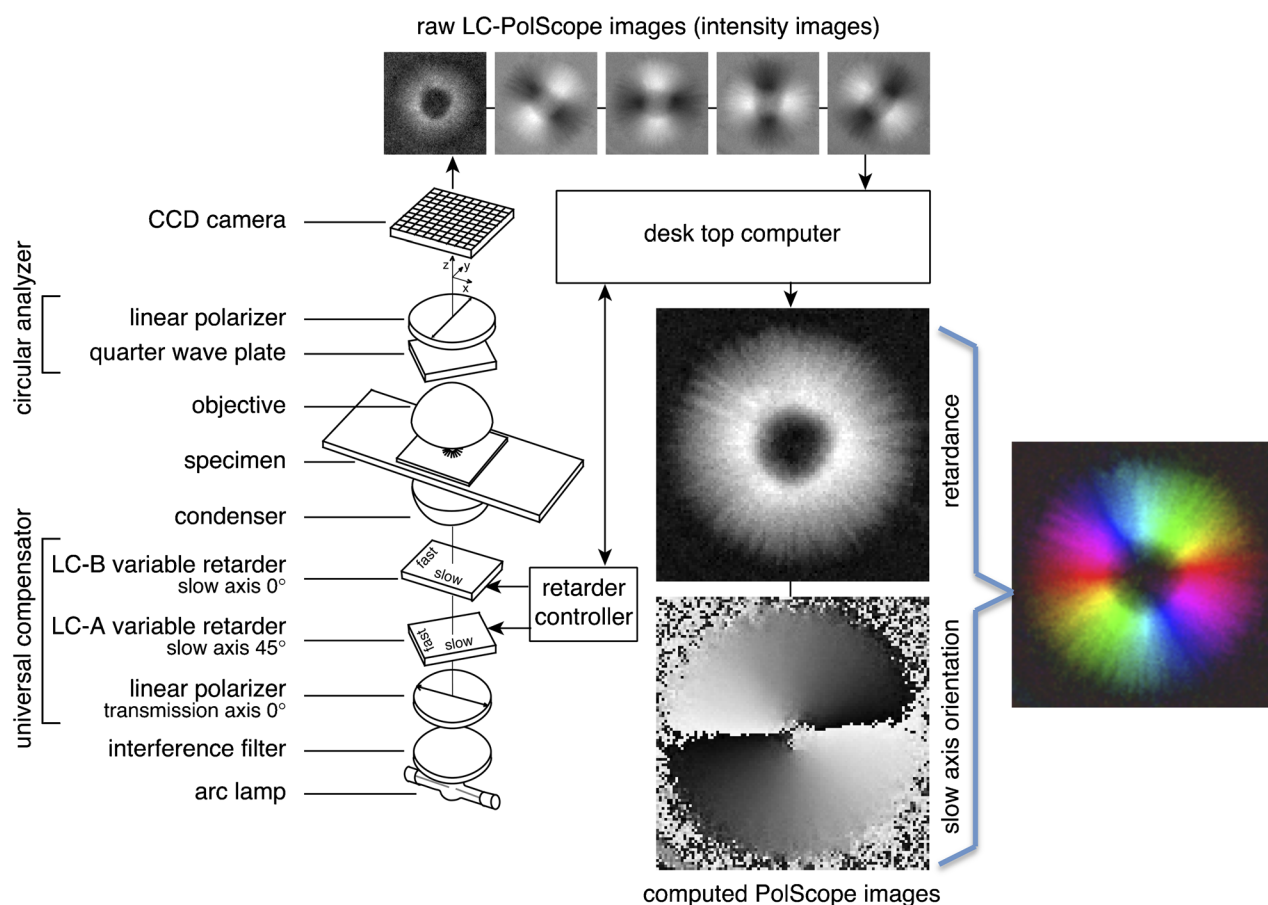 raw LC-PolScope images (intensity images)
CCD camera
z
y
x
circular analyzer
linear polarizer
quarter wave plate
objective
specimen
condenser
universal compensator
LC-B variable retarder
slow axis 0°
fast
slow
LC-A variable retarder
slow axis 45°
fast
slow
linear polarizer
transmission axis 0°
interference filter
arc lamp
retarder
controller
desk top computer
retardance
slow axis orientation
computed PolScope images